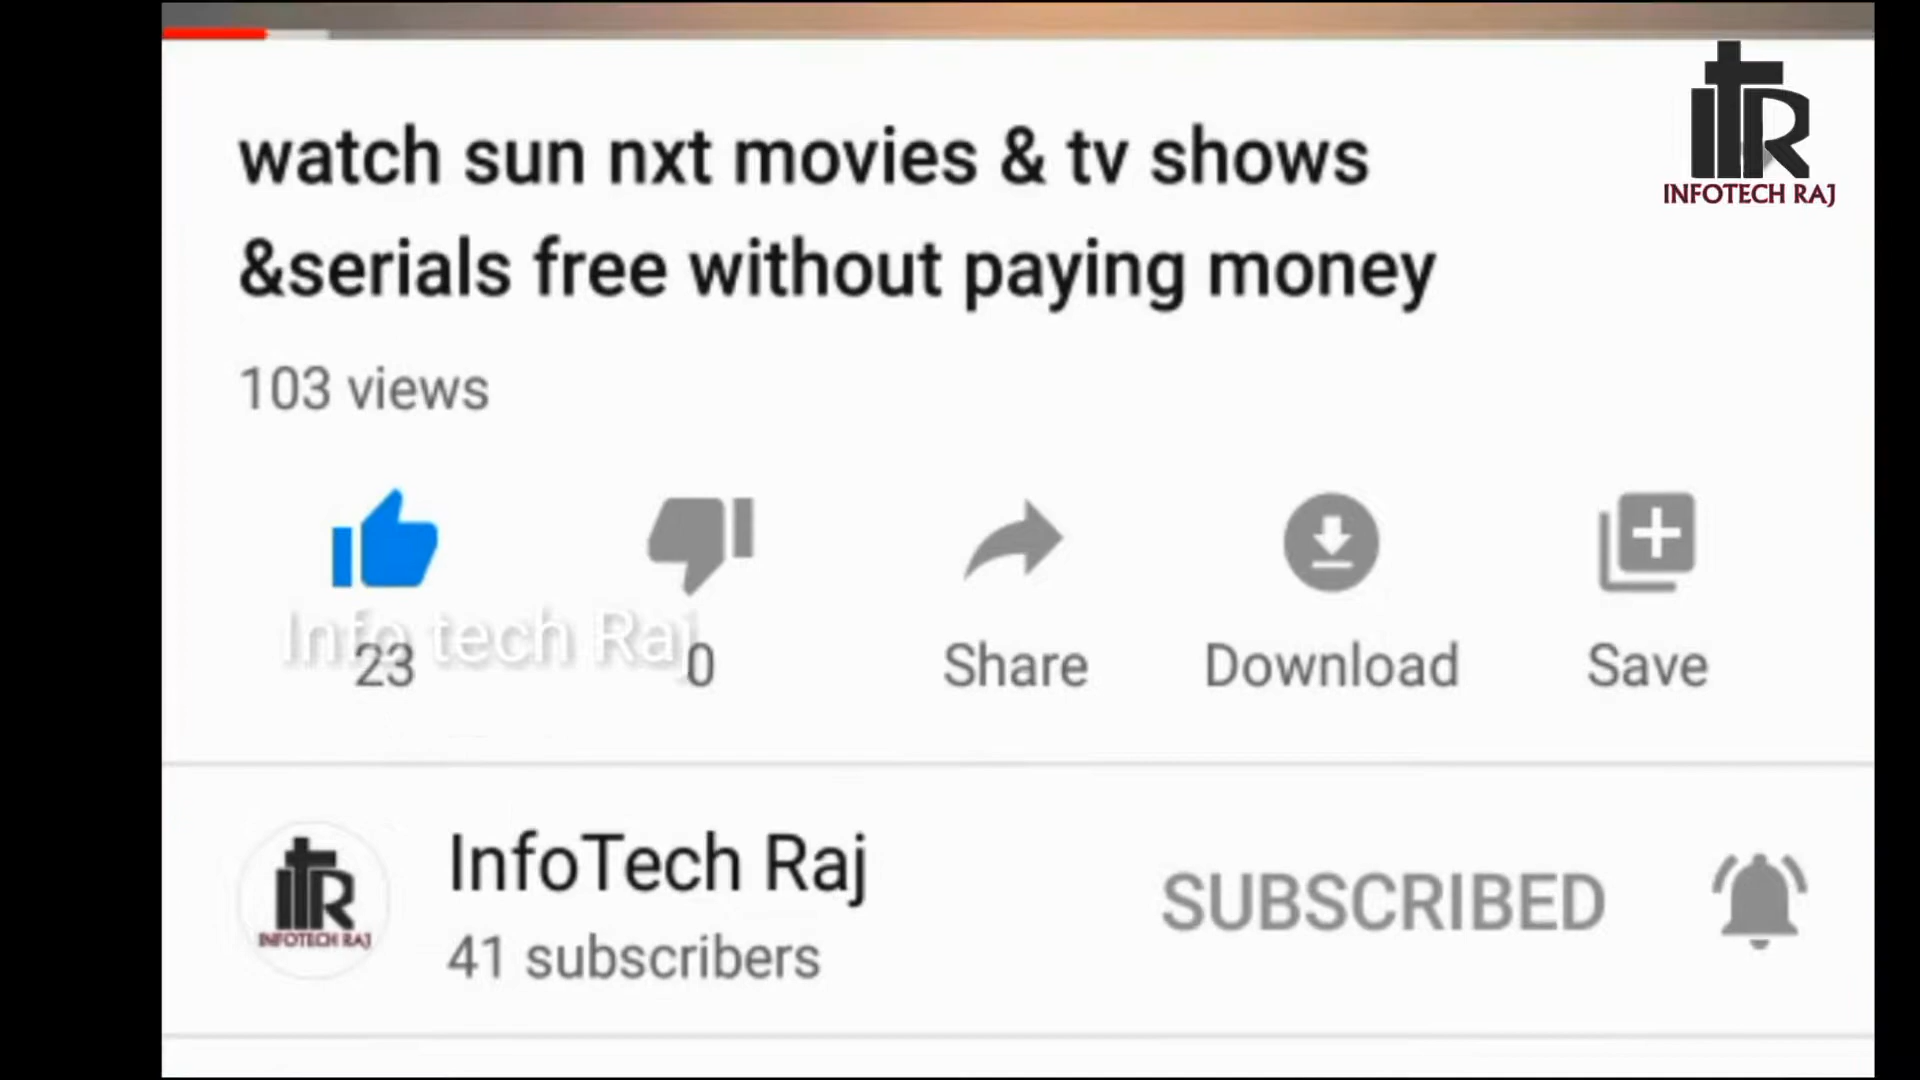 INFOTECH RAJ
watch sun nxt movies & tv shows
&serials free without paying money
103 views
Info tech Raj
23 0 Share Download Save
InfoTech Raj
SUBSCRIBED
INFOTECH RAJ
41 subscribers